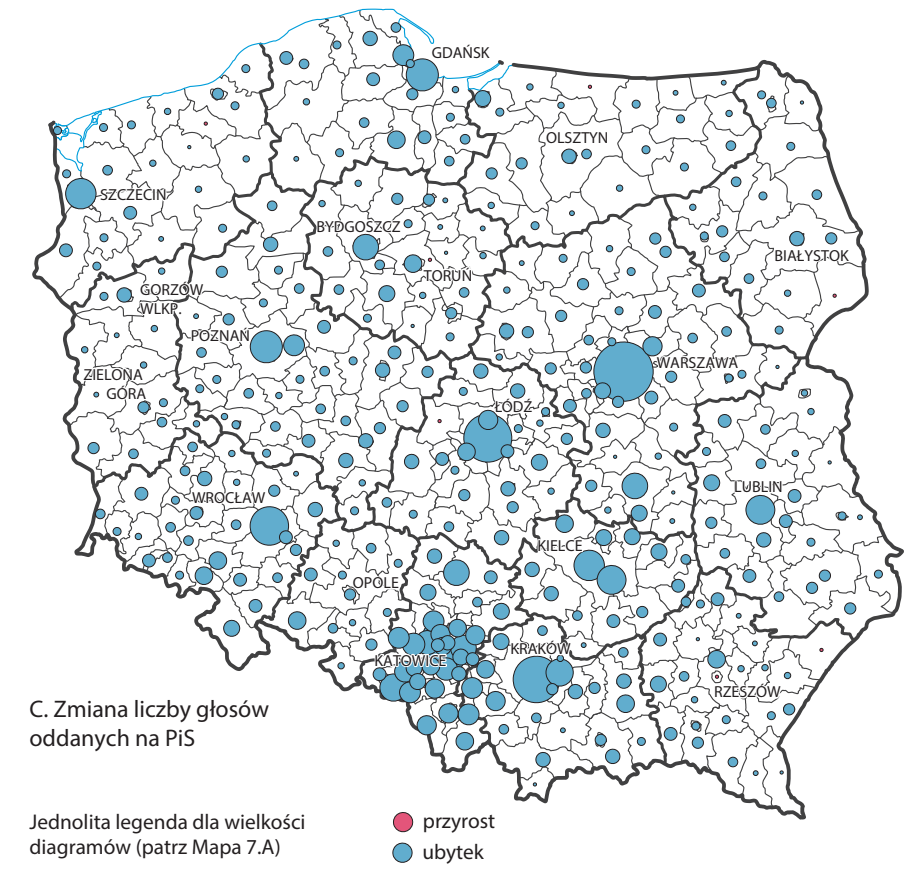 GDAŃSK
OLSZTYN
SZCZECIN
BYDGOSZCZ
BIAŁYSTOK
TORUŃ
GORZÓW
WLKP.
POZNAŃ
WARSZAWA
ZIELONA
GÓRA
ŁÓDŹ
WROCŁAW
LUBLIN
KIELCE
OPOLE
KRAKÓW
KATOWICE
RZESZÓW
C. Zmiana liczby głosów
oddanych na PiS
Jednolita legenda dla wielkości
diagramów (patrz Mapa 7.A)
przyrost
ubytek